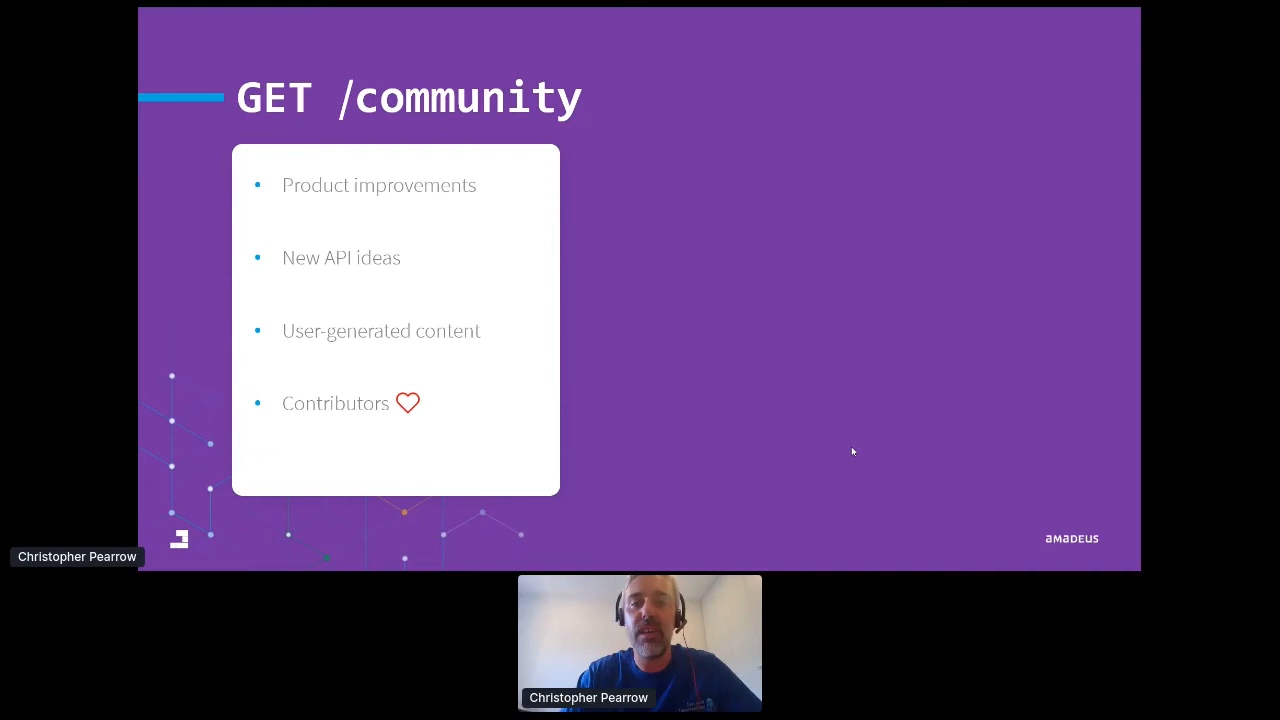 GET /community
• Product improvements
• New API ideas
• User-generated content
• Contributors
amadeus
Christopher Pearrow
Christopher Pearrow